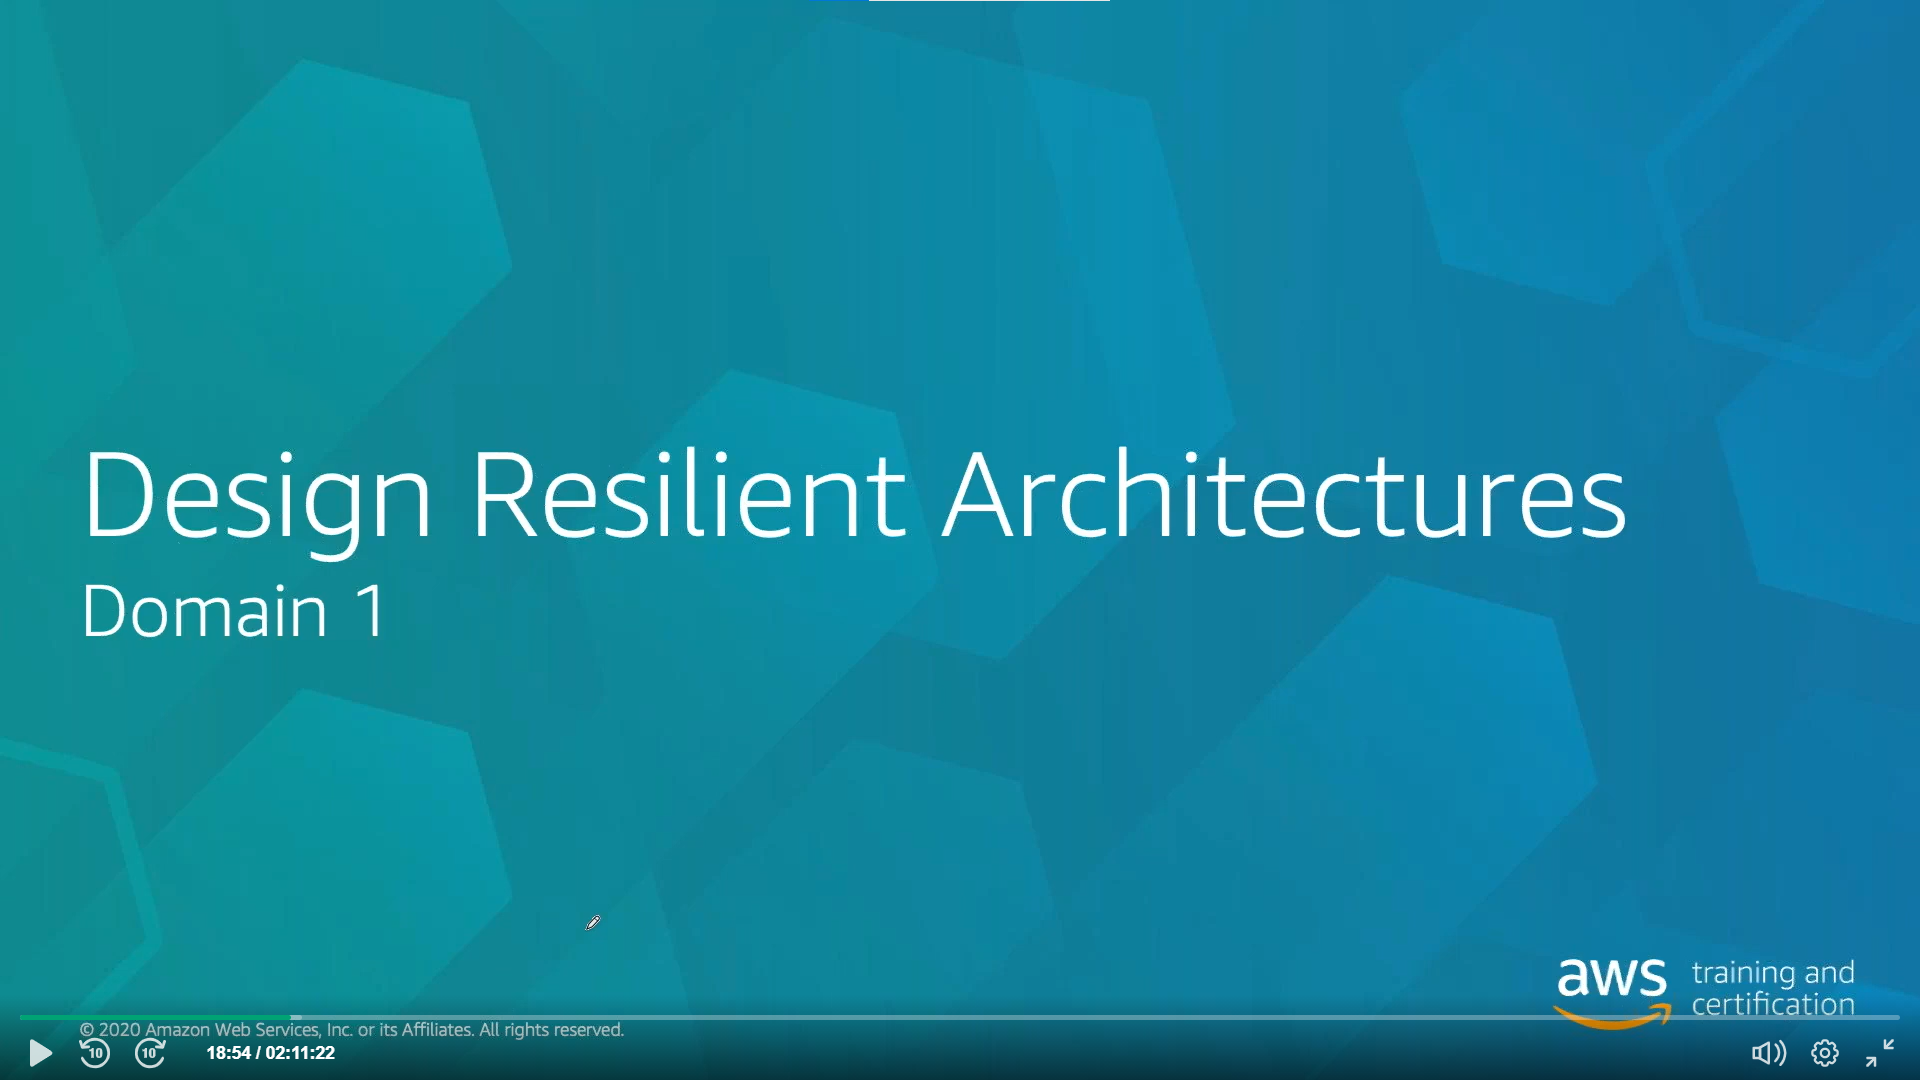 Design Resilient Architectures
Domain 1
aws training and
certification
© 2020 Amazon Web Services, Inc. or its Affiliates. All rights reserved.
10 10 18:54 / 02:11:22